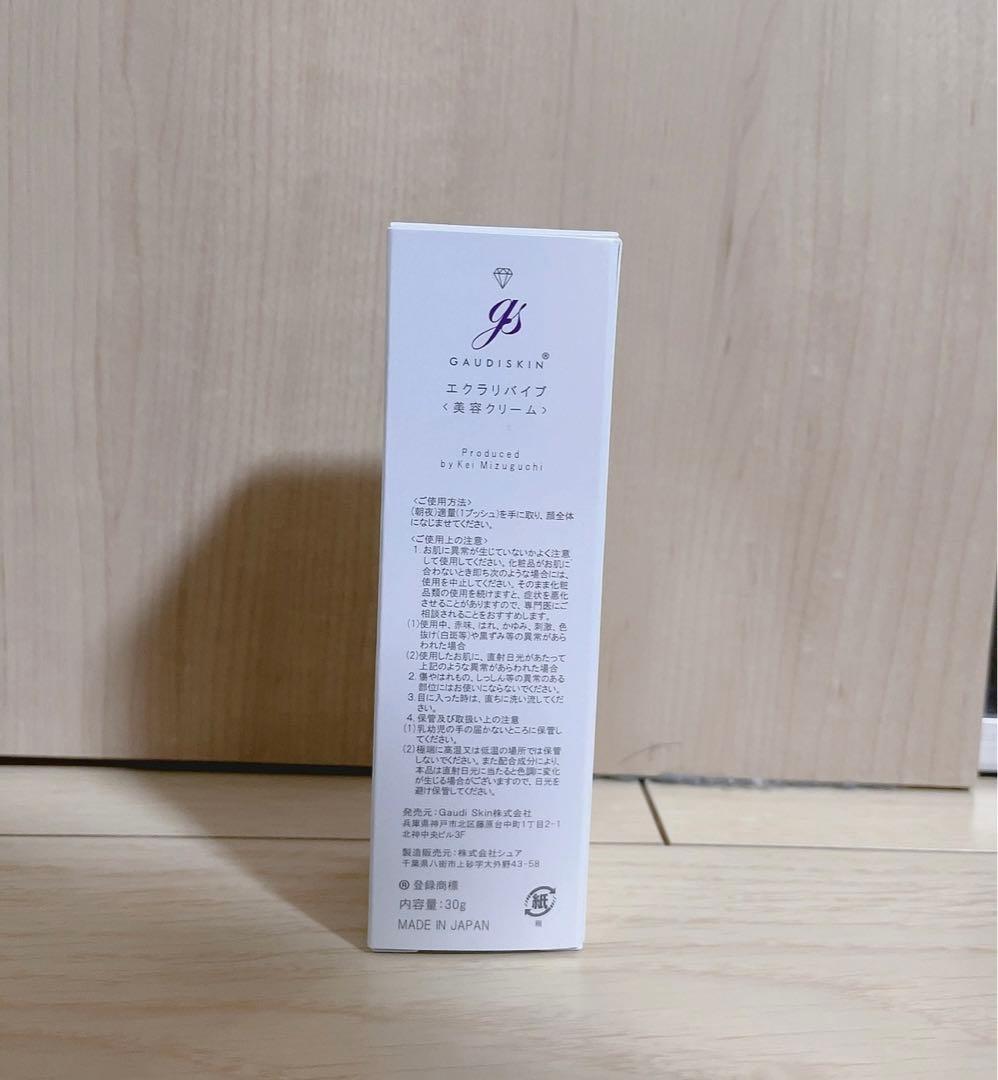 gs
GAUDISKIN®
エクラリバイブ
<美容クリーム>
Produced
by Kei Mizuguchi
<ご使用方法>
(朝夜)適量(1プッシュ)を手に取り、顔全体
になじませてください。
<ご使用上の注意>
1. お肌に異常が生じていないかよく注意
して使用してください。化粧品がお肌に
合わないとき即ち次のような場合には、
使用を中止してください。そのまま化粧
品類の使用を続けますと、症状を悪化
させることがありますので、専門医にご
相談されることをおすすめします。
(1)使用中、赤味、はれ、かゆみ、刺激、色
抜け(白斑等)や黒ずみ等の異常があら
われた場合
(2)使用したお肌に、直射日光があたって
上記のような異常があらわれた場合
2. 傷やはれもの、しっしん等の異常のある
部位にはお使いにならないでください。
3. 目に入った時は、直ちに洗い流してくだ
さい。
4. 保管及び取扱い上の注意
(1)乳幼児の手の届かないところに保管し
てください。
(2)極端に高温又は低温の場所では保管
しないでください。また配合成分により、
本品は直射日光に当たると色調に変化
が生じる場合がございますので、日光を
避け保管してください。
発売元：Gaudi Skin株式会社
兵庫県神戸市北区藤原台中町1丁目2-1
北神中央ビル3F
製造販売元：株式会社シュア
千葉県八街市上砂字大外野43-58
® 登録商標
内容量：30g
MADE IN JAPAN
紙
箱